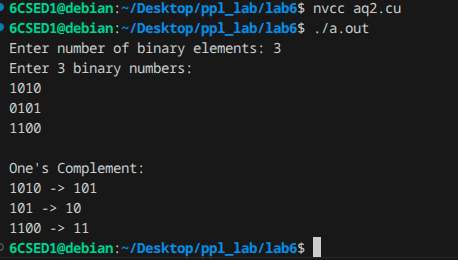 6CSED1@debian:~/Desktop/ppl_lab/lab6$ nvcc aq2.cu
6CSED1@debian:~/Desktop/ppl_lab/lab6$ ./a.out
Enter number of binary elements: 3
Enter 3 binary numbers:
1010
0101
1100
One's Complement:
1010 -> 101
101 -> 10
1100 -> 11
6CSED1@debian:~/Desktop/ppl_lab/lab6$